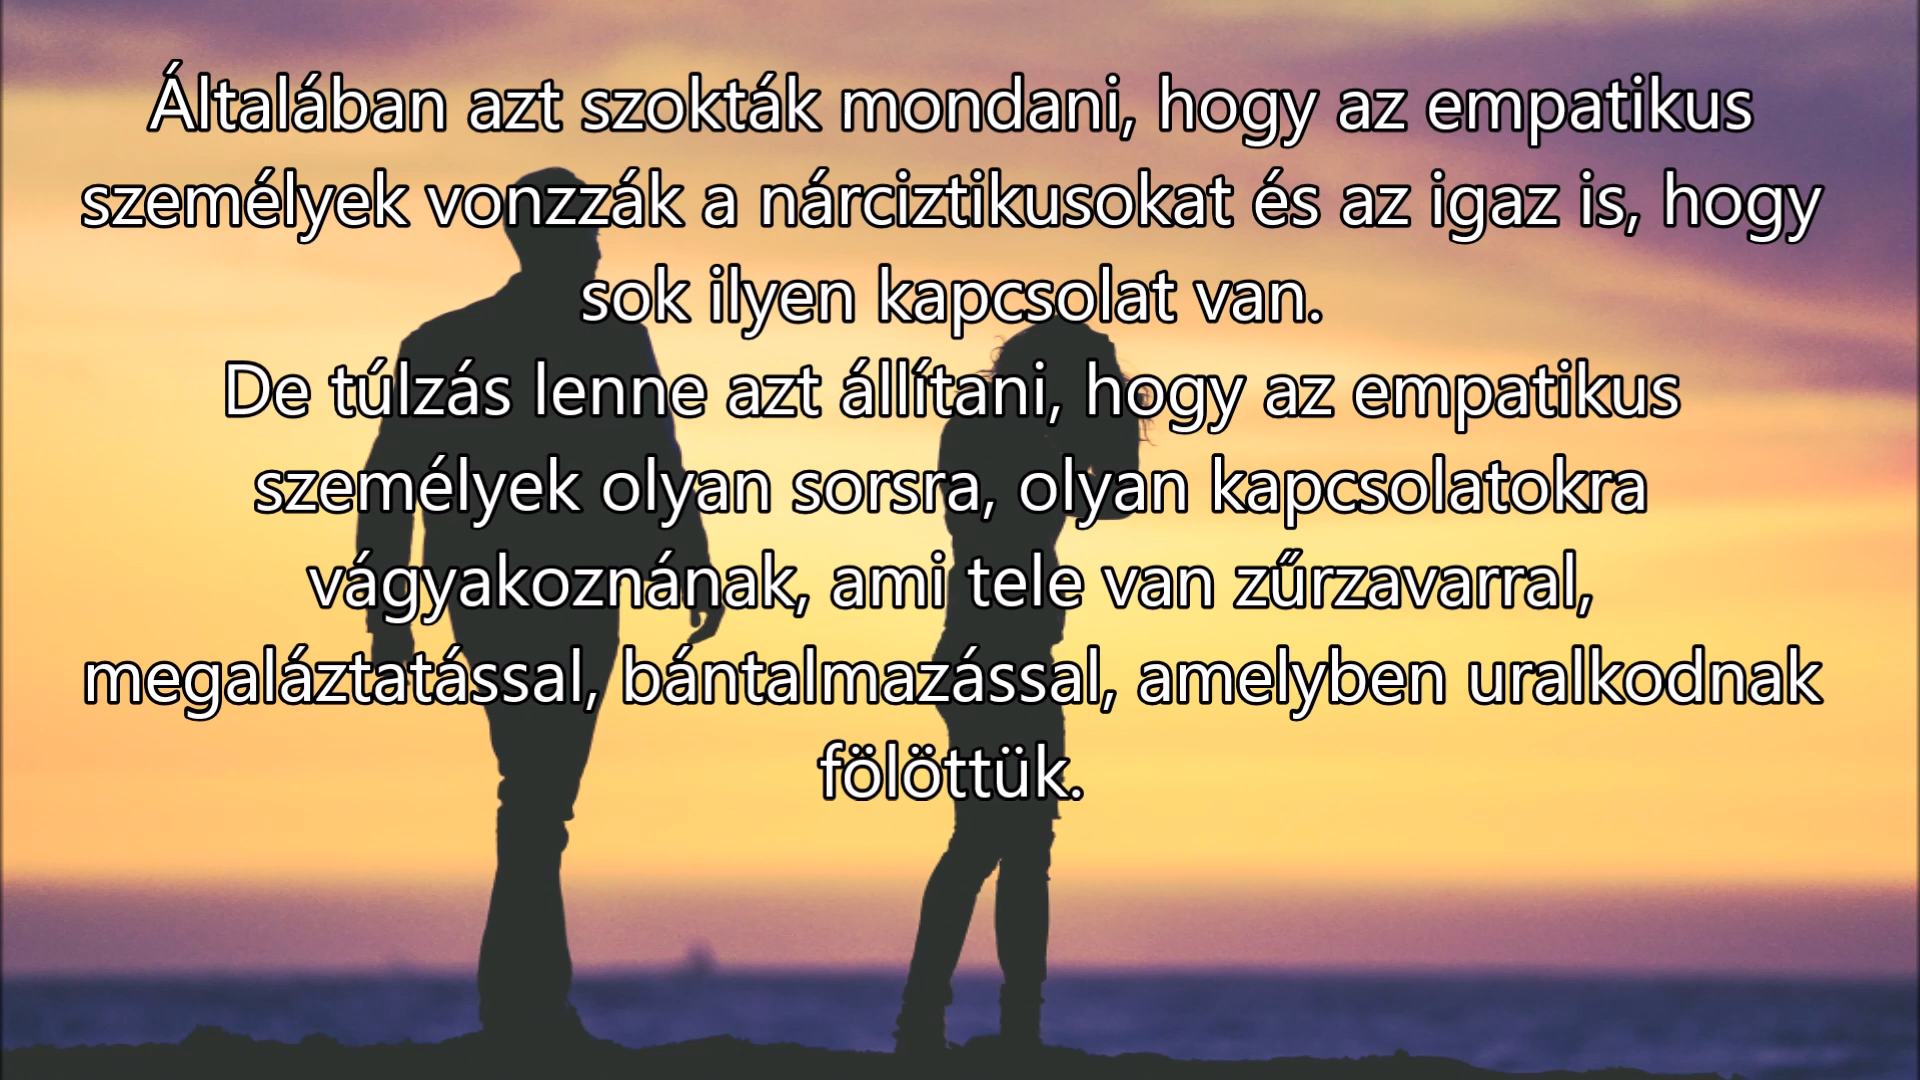 Általában azt szokták mondani, hogy az empatikus
személyek vonzzák a nárciztikusokat és az igaz is, hogy
sok ilyen kapcsolat van.
De túlzás lenne azt állítani, hogy az empatikus
személyek olyan sorsra, olyan kapcsolatokra
vágyakoznának, ami tele van zűrzavarral,
megaláztatással, bántalmazással, amelyben uralkodnak
fölöttük.